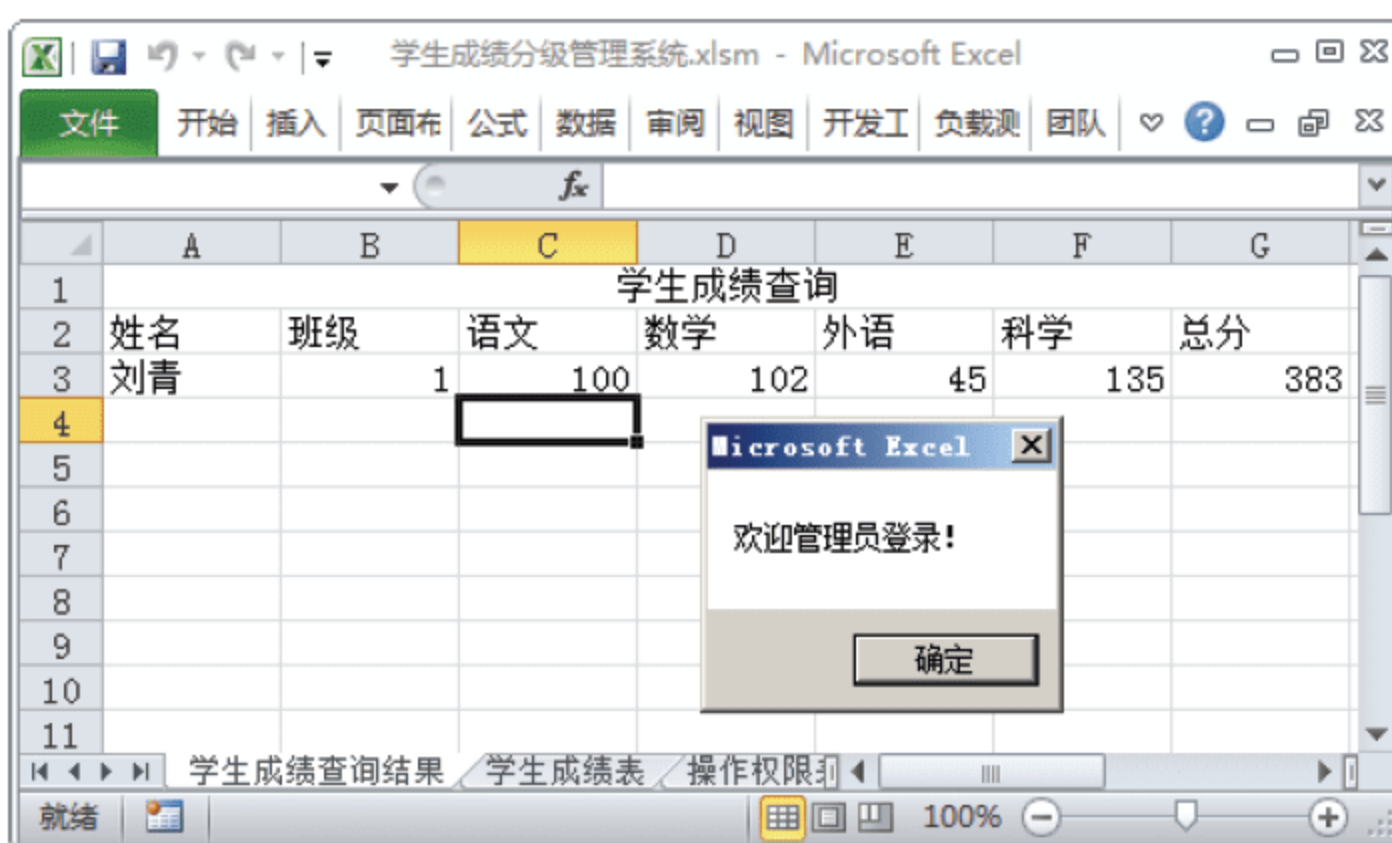 学生成绩分级管理系统.xlsm - Microsoft Excel
文件 开始 插入 页面布 公式 数据 审阅 视图 开发工 负载测 团队
fx
A B C D E F G
1 学生成绩查询
2 姓名 班级 语文 数学 外语 科学 总分
3 刘青 1 100 102 45 135 383
4
5
6
7
8
9
10
11
Microsoft Excel
欢迎管理员登录!
确定
学生成绩查询结果 学生成绩表 操作权限
就绪 100%